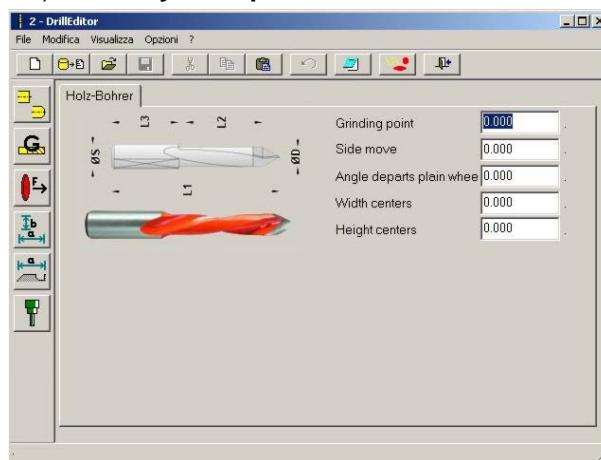 2 - DrillEditor
File Modifica Visualizza Opzioni ?
Holz-Bohrer
L3 L2
ØS ØD
L1
Grinding point 0.000 .
Side move 0.000 .
Angle departs plain whee 0.000 .
Width centers 0.000 .
Height centers 0.000 .
G
F
b
a
a